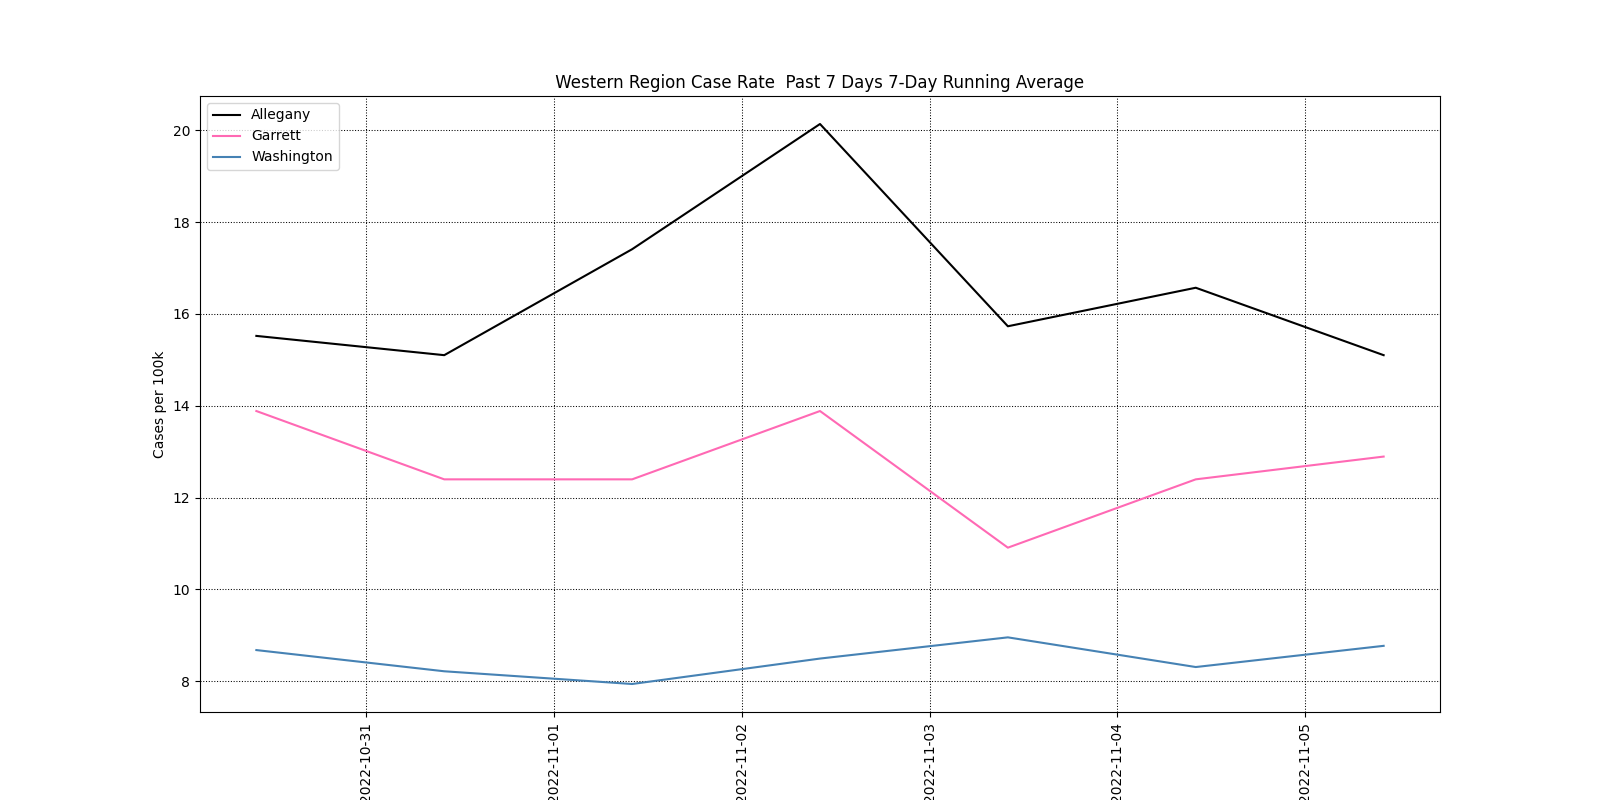 Western Region Case Rate  Past 7 Days 7-Day Running Average
Allegany
Garrett
Washington
Cases per 100k
20
18
16
14
12
10
8
2022-10-31
2022-11-01
2022-11-02
2022-11-03
2022-11-04
2022-11-05